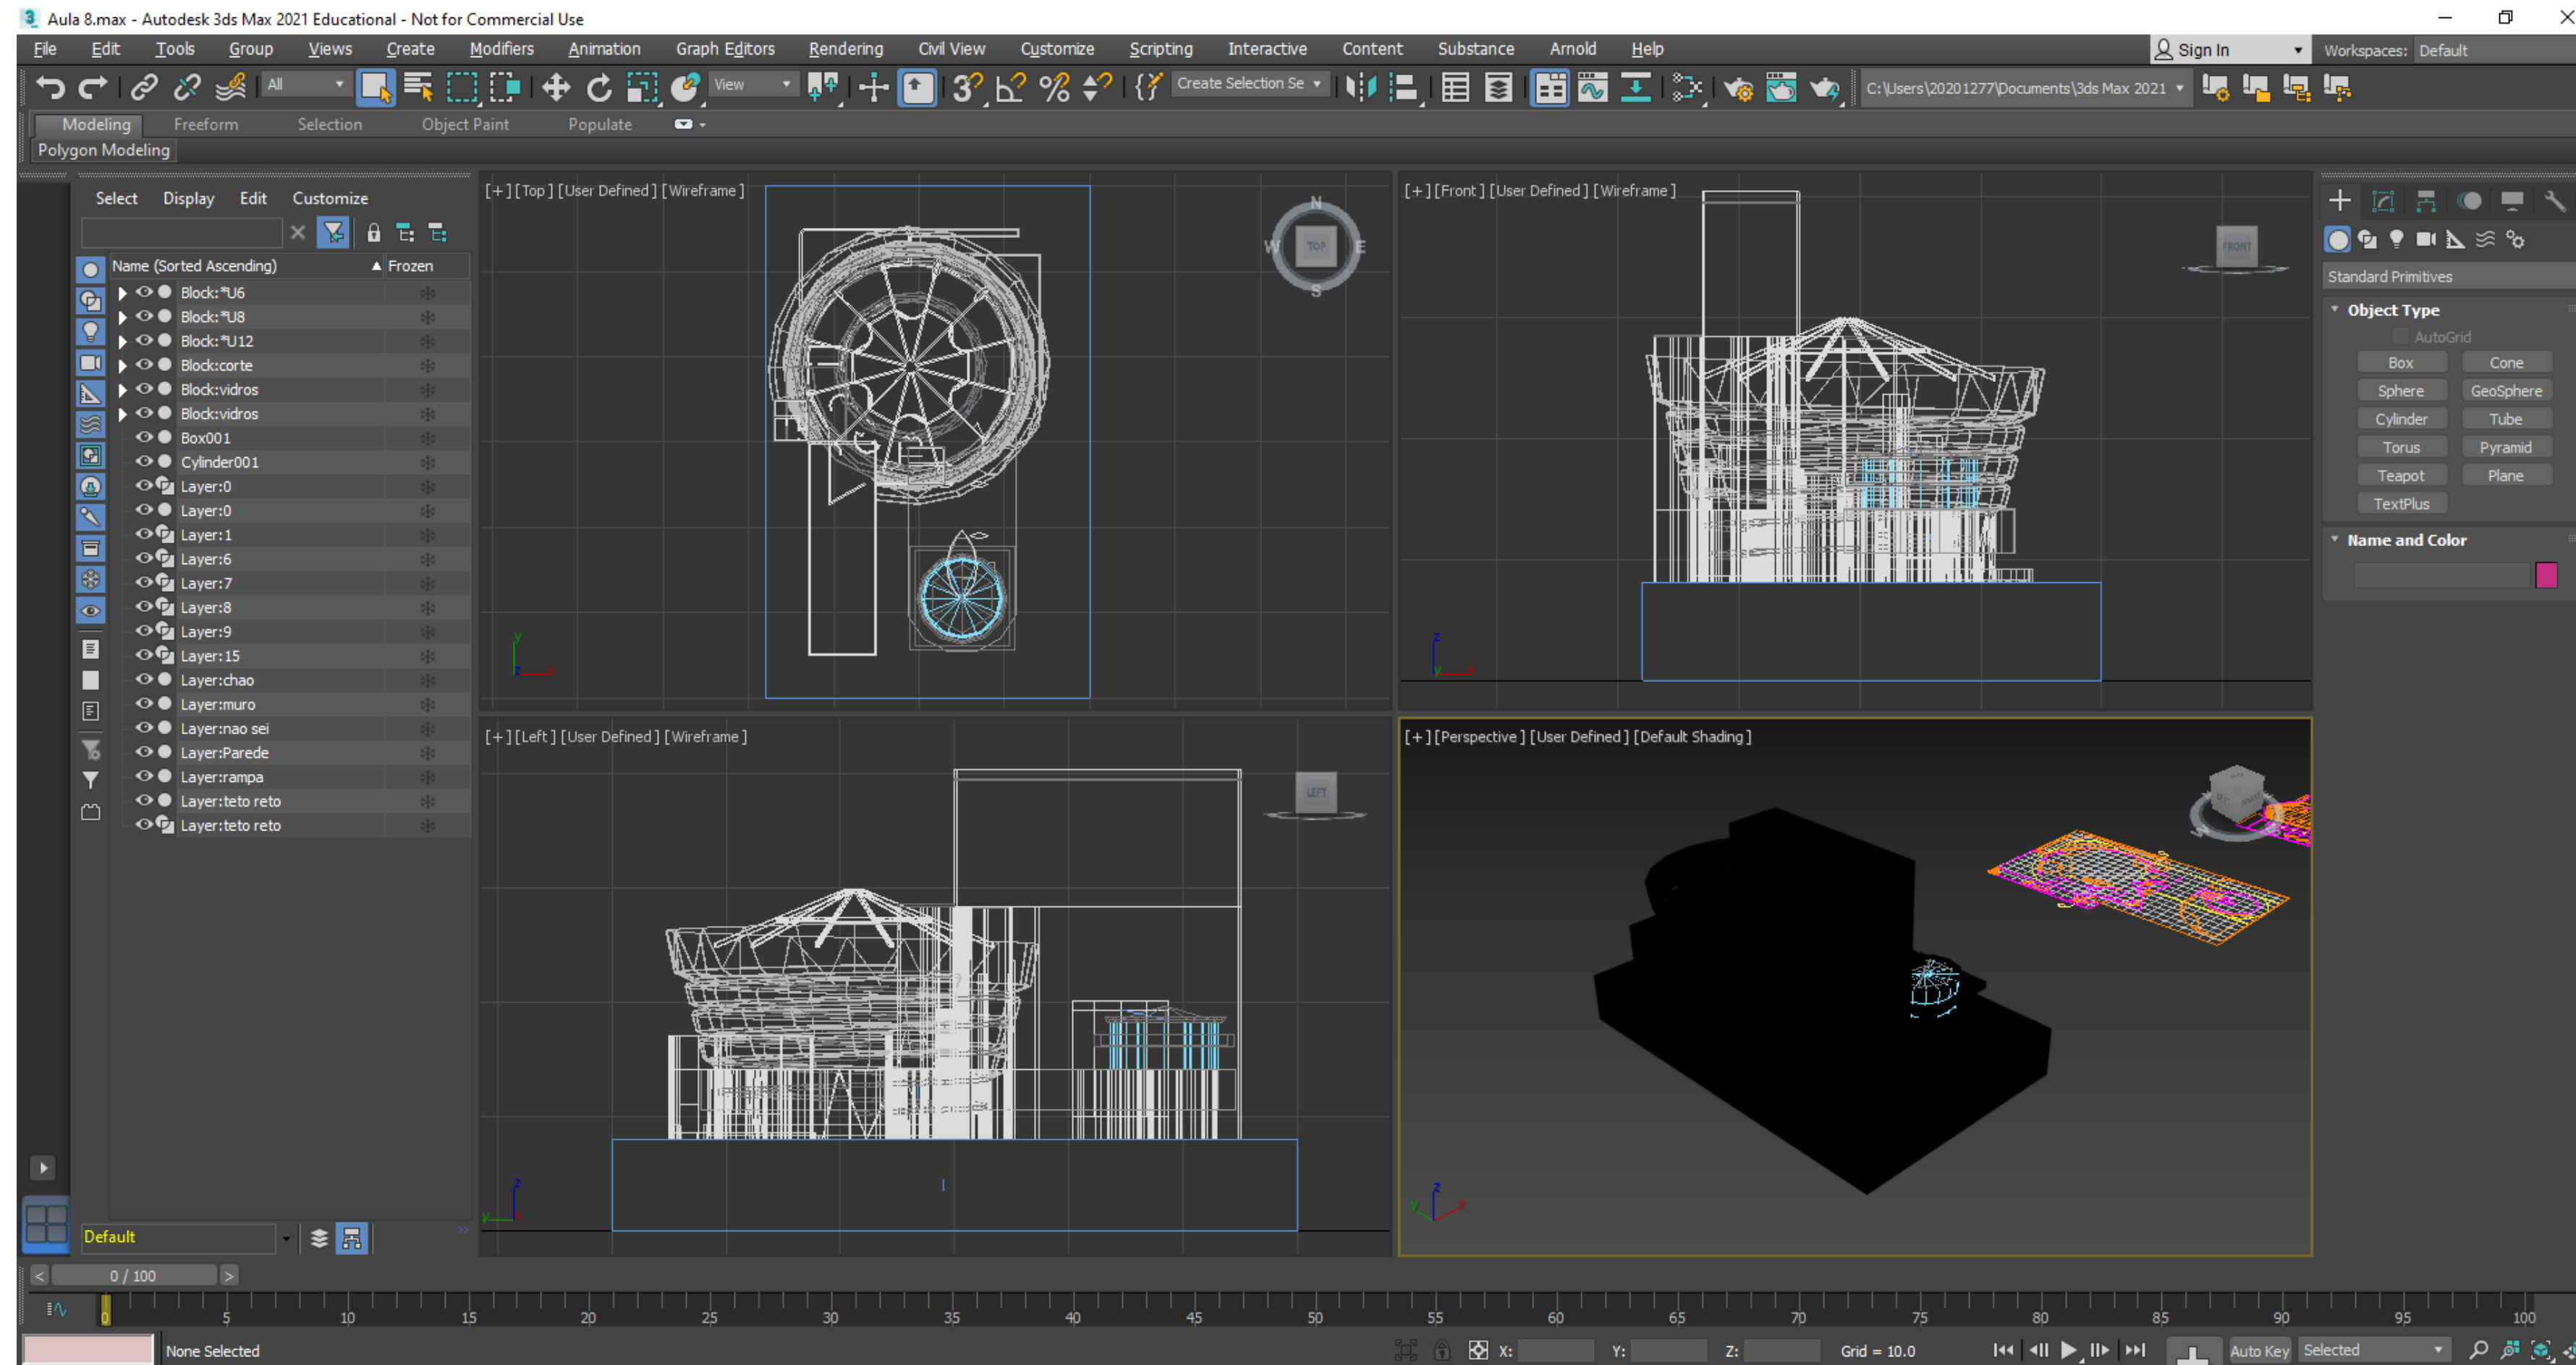 Aula 8.max - Autodesk 3ds Max 2021 Educational - Not for Commercial Use
File Edit Tools Group Views Create Modifiers Animation Graph Editors Rendering Civil View Customize Scripting Interactive Content Substance Arnold Help Sign In Workspaces: Default
All View Create Selection Se C:\Users\20201277\Documents\3ds Max 2021
Modeling Freeform Selection Object Paint Populate
Polygon Modeling
Select Display Edit Customize
Name (Sorted Ascending) Frozen
Block:*U6
Block:*U8
Block:*U12
Block:corte
Block:vidros
Block:vidros
Box001
Cylinder001
Layer:0
Layer:0
Layer:1
Layer:6
Layer:7
Layer:8
Layer:9
Layer:15
Layer:chao
Layer:muro
Layer:nao sei
Layer:Parede
Layer:rampa
Layer:teto reto
Layer:teto reto
Default
[+] [Top] [User Defined] [Wireframe]
N
W TOP E
S
y
z x
[+] [Front] [User Defined] [Wireframe]
FRONT
z
y x
[+] [Left] [User Defined] [Wireframe]
LEFT
z
y x
[+] [Perspective] [User Defined] [Default Shading]
W
z
y x
Standard Primitives
Object Type
AutoGrid
Box Cone
Sphere GeoSphere
Cylinder Tube
Torus Pyramid
Teapot Plane
TextPlus
Name and Color
0 / 100
0 5 10 15 20 25 30 35 40 45 50 55 60 65 70 75 80 85 90 95 100
None Selected X: Y: Z: Grid = 10.0 Auto Key Selected